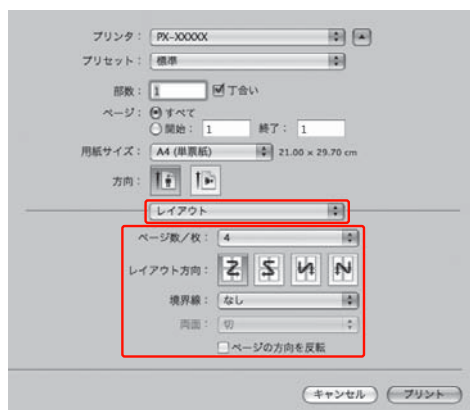 プリンタ： PX-XXXXX
プリセット： 標準
部数： 1 丁合い
ページ： すべて
開始： 1 終了： 1
用紙サイズ： A4 (単票紙) 21.00 x 29.70 cm
方向：
レイアウト
ページ数/枚： 4
レイアウト方向：
境界線： なし
両面： 切
ページの方向を反転
キャンセル プリント